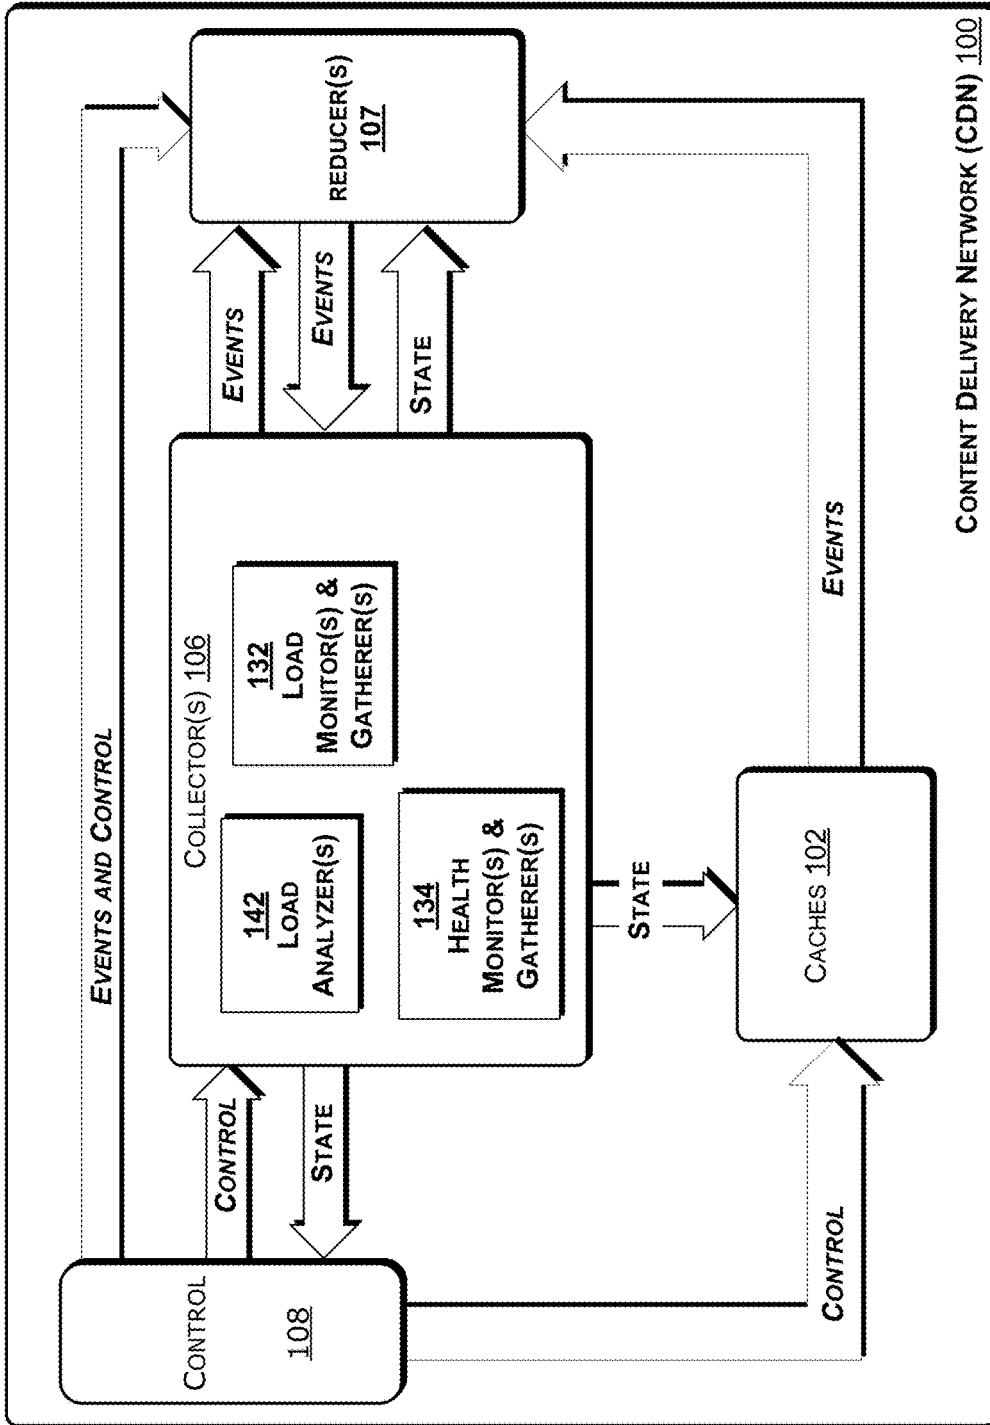 EVENTS AND CONTROL
CONTROL
108
CONTROL
STATE
COLLECTOR(S) 106
142
LOAD
ANALYZER(S)
132
LOAD
MONITOR(S) &
GATHERER(S)
134
HEALTH
MONITOR(S) &
GATHERER(S)
EVENTS
EVENTS
STATE
REDUCER(S)
107
STATE
CACHES 102
CONTROL
EVENTS
CONTENT DELIVERY NETWORK (CDN) 100